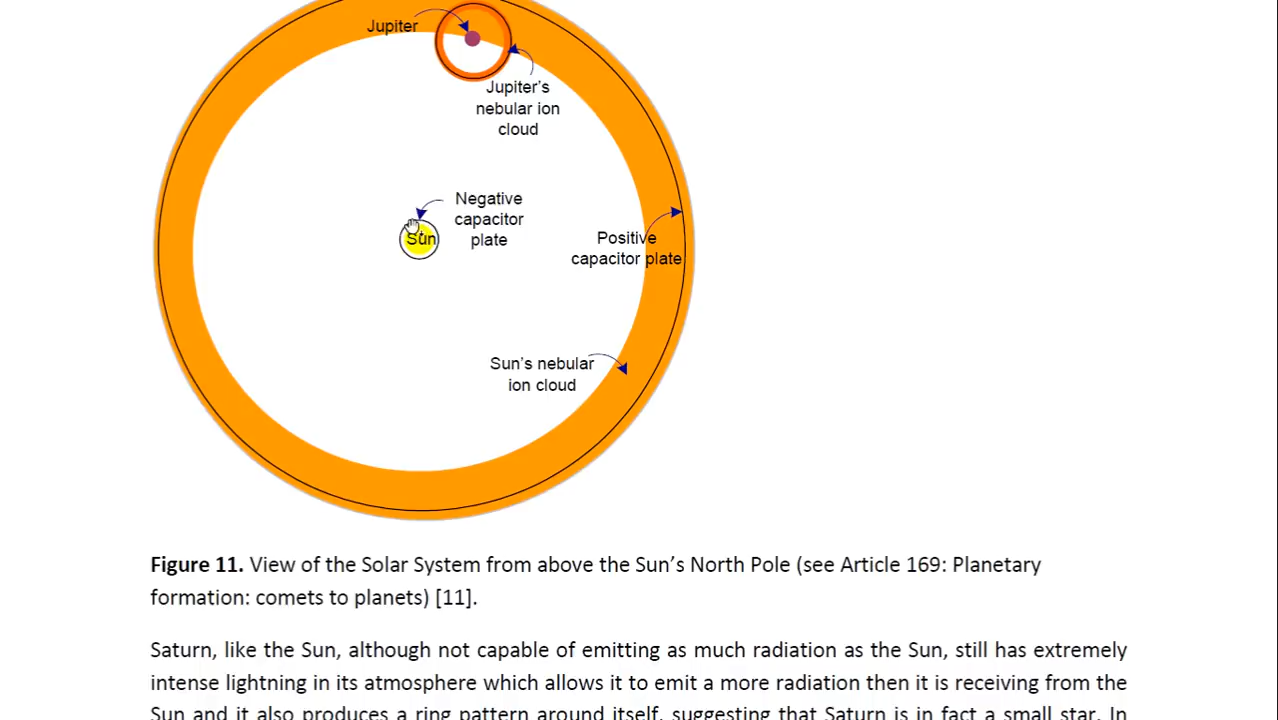 Jupiter
Jupiter's
nebular ion
cloud
Negative
capacitor
plate
Sun
Positive
capacitor plate
Sun's nebular
ion cloud
Figure 11. View of the Solar System from above the Sun's North Pole (see Article 169: Planetary
formation: comets to planets) [11].
Saturn, like the Sun, although not capable of emitting as much radiation as the Sun, still has extremely
intense lightning in its atmosphere which allows it to emit a more radiation then it is receiving from the
Sun and it also produces a ring pattern around itself, suggesting that Saturn is in fact a small star. In